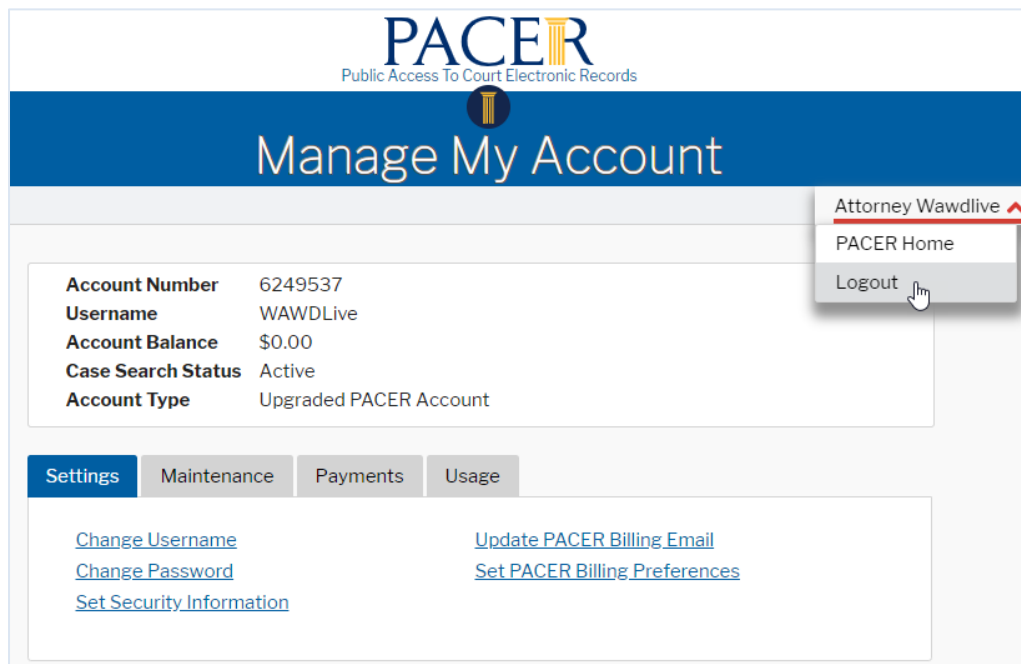 PACER
Public Access To Court Electronic Records
Manage My Account
Attorney Wawdlive
PACER Home
Logout
Account Number 6249537
Username WAWDLive
Account Balance $0.00
Case Search Status Active
Account Type Upgraded PACER Account
Settings Maintenance Payments Usage
Change Username Update PACER Billing Email
Change Password Set PACER Billing Preferences
Set Security Information